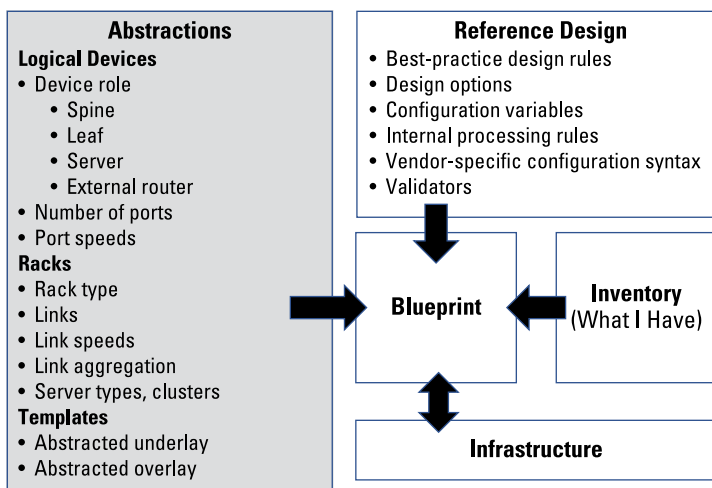 Abstractions
Logical Devices
• Device role
• Spine
• Leaf
• Server
• External router
• Number of ports
• Port speeds
Racks
• Rack type
• Links
• Link speeds
• Link aggregation
• Server types, clusters
Templates
• Abstracted underlay
• Abstracted overlay
Reference Design
• Best-practice design rules
• Design options
• Configuration variables
• Internal processing rules
• Vendor-specific configuration syntax
• Validators
Blueprint
Inventory
(What I Have)
Infrastructure